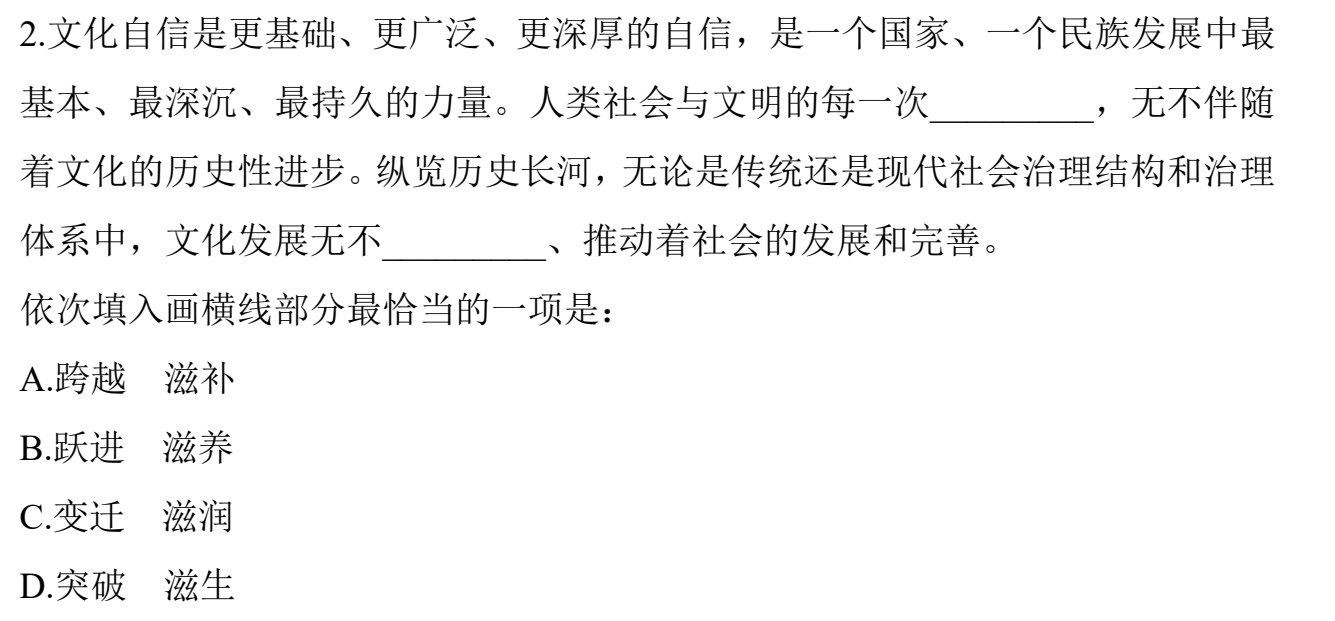 2.文化自信是更基础、更广泛、更深厚的自信，是一个国家、一个民族发展中最
基本、最深沉、最持久的力量。人类社会与文明的每一次_________，无不伴随
着文化的历史性进步。纵览历史长河，无论是传统还是现代社会治理结构和治理
体系中，文化发展无不_________、推动着社会的发展和完善。
依次填入画横线部分最恰当的一项是：
A.跨越　滋补
B.跃进　滋养
C.变迁　滋润
D.突破　滋生